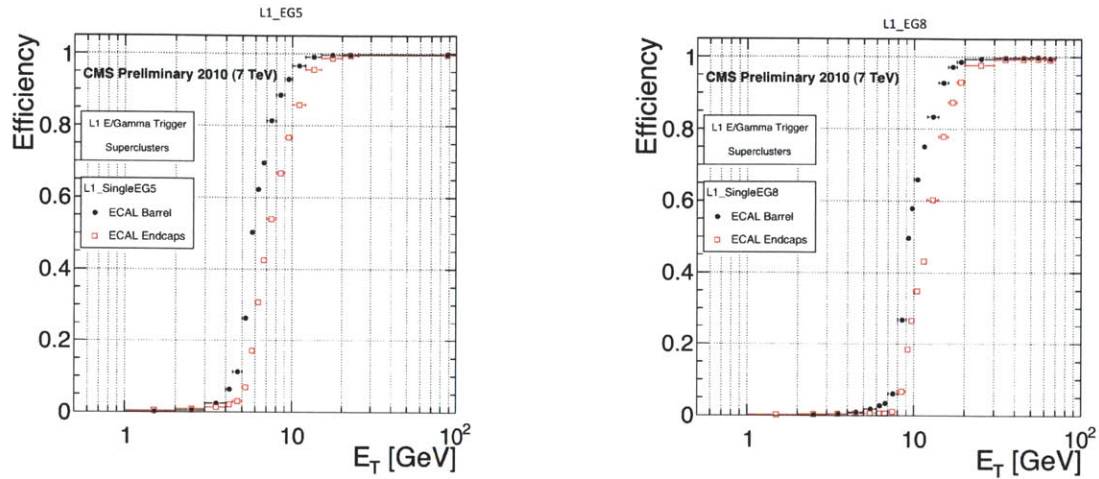 L1_EG5
Efficiency
1
0.8
0.6
0.4
0.2
0
CMS Preliminary 2010 (7 TeV)
L1 E/Gamma Trigger
Superclusters
L1_SingleEG5
ECAL Barrel
ECAL Endcaps
1
10
10²
E_T [GeV]
L1_EG8
Efficiency
1
0.8
0.6
0.4
0.2
0
CMS Preliminary 2010 (7 TeV)
L1 E/Gamma Trigger
Superclusters
L1_SingleEG8
ECAL Barrel
ECAL Endcaps
1
10
10²
E_T [GeV]